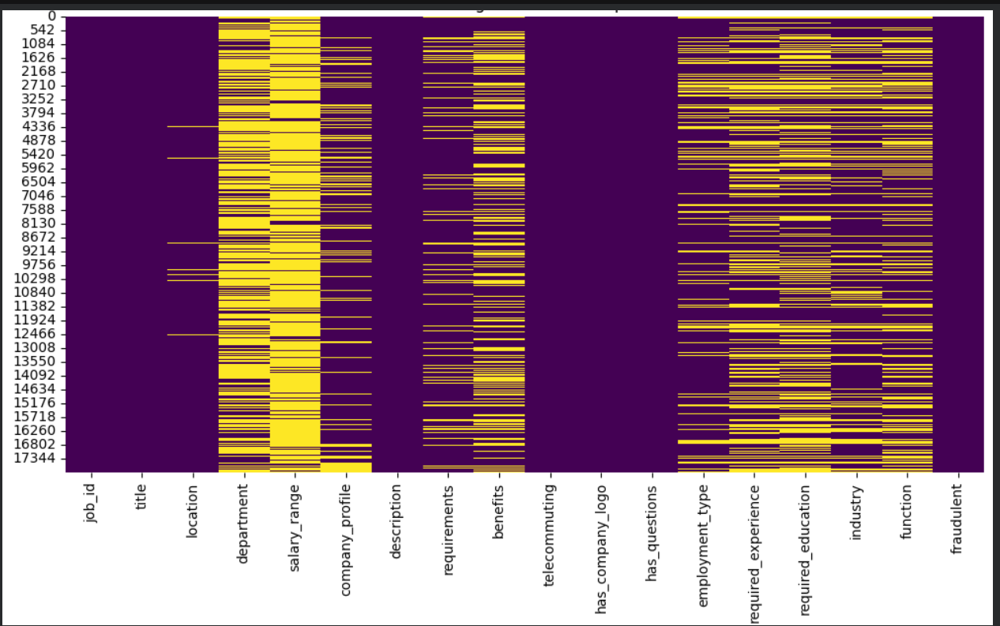 0
542
1084
1626
2168
2710
3252
3794
4336
4878
5420
5962
6504
7046
7588
8130
8672
9214
9756
10298
10840
11382
11924
12466
13008
13550
14092
14634
15176
15718
16260
16802
17344
job_id
title
location
department
salary_range
company_profile
description
requirements
benefits
telecommuting
has_company_logo
has_questions
employment_type
required_experience
required_education
industry
function
fraudulent